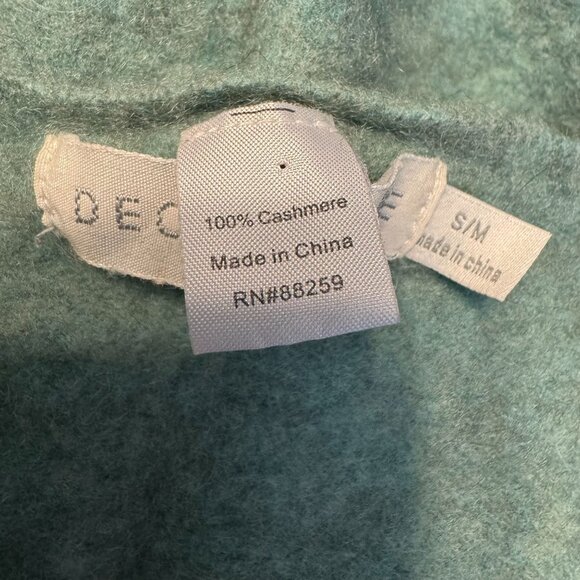 DEC
E
100% Cashmere
Made in China
RN#88259
S/M
made in china